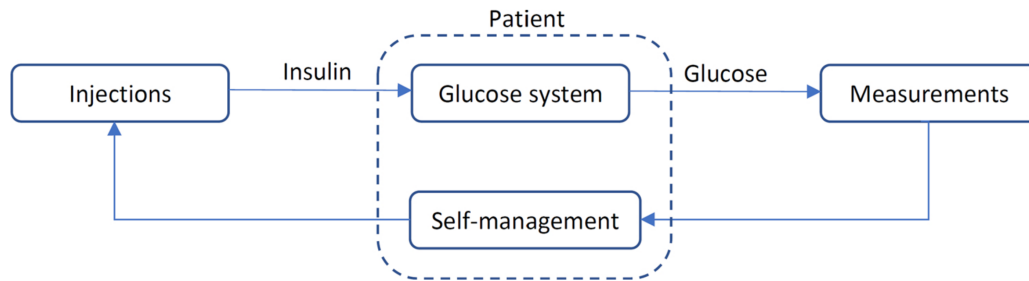 Patient
Insulin
Glucose
Injections
Glucose system
Measurements
Self-management